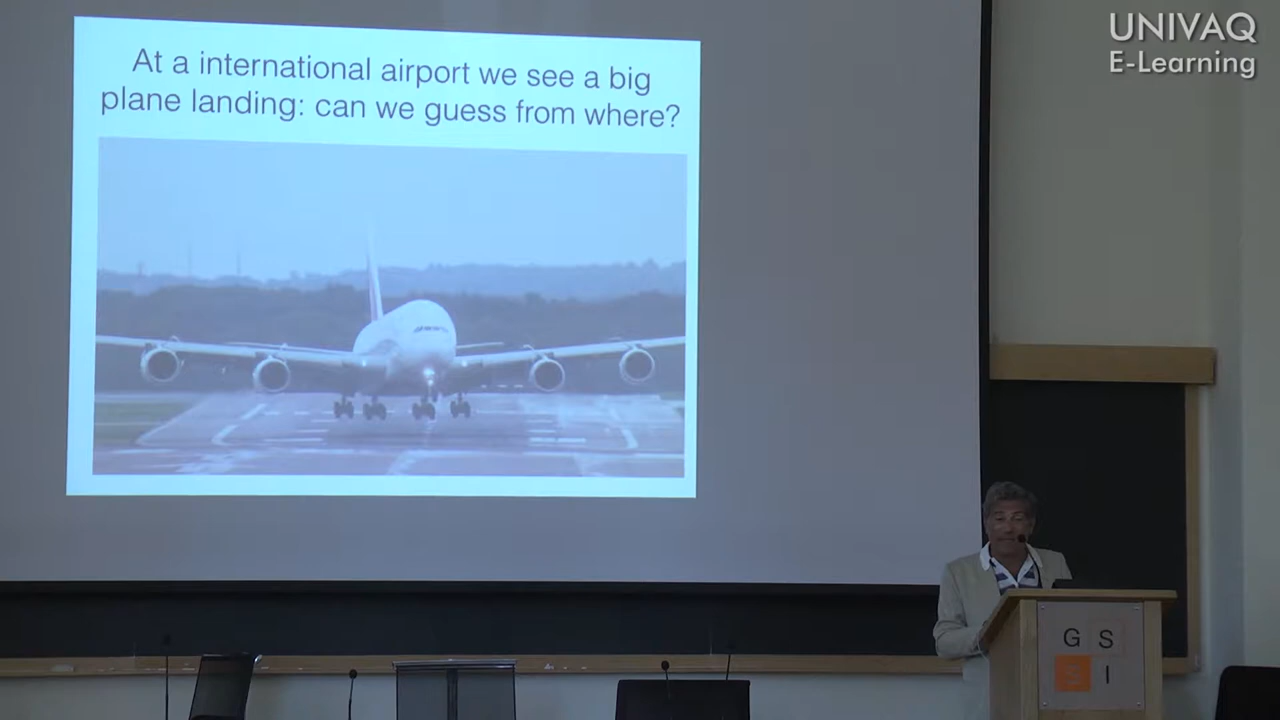 At a international airport we see a big
plane landing: can we guess from where?
UNIVAQ
E-Learning
G S
S I